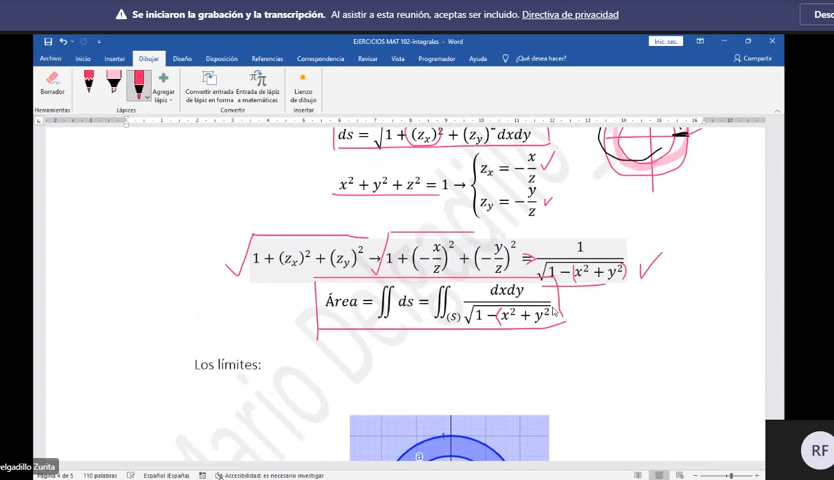 Se iniciaron la grabación y la transcripción. Al asistir a esta reunión, aceptas ser incluido. Directiva de privacidad
EJERCICIOS MAT 102-integrales - Word
Inic. ses.
Archivo Inicio Insertar Dibujar Diseño Disposición Referencias Correspondencia Revisar Vista Programador Ayuda ¿Qué desea hacer? Compartir
Borrador
Agregar lápiz
Convertir entrada de lápiz en forma
Entrada de lápiz a matemáticas
Lienzo de dibujo
Herramientas Lápices Convertir Insertar
ds = √1 + (z_x)² + (z_y)² dxdy
x² + y² + z² = 1 → { z_x = −x/z
z_y = −y/z
√1 + (z_x)² + (z_y)² → √1 + (−x/z)² + (−y/z)² = 1/√1 − (x² + y²)
Área = ∬ ds = ∬_(S) dxdy/√1 − (x² + y²
Los límites:
Mario Delgadillo
1
RF
elgadillo Zurita
Página 4 de 5 110 palabras Español (España) Accesibilidad: es necesario investigar